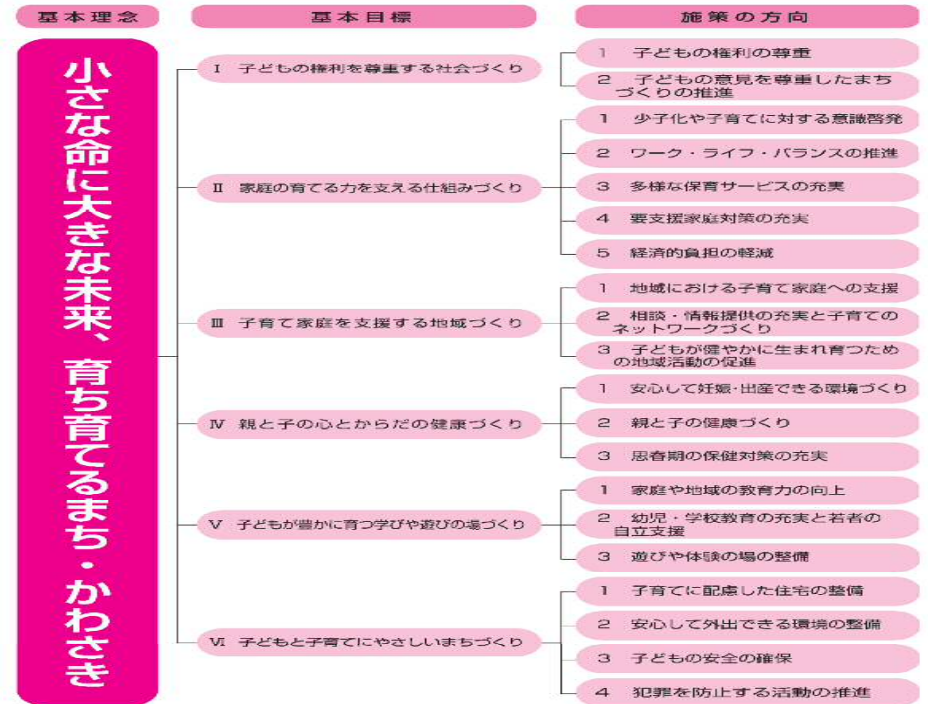 基本理念
基本目標
施策の方向
小さな命に大きな未来、育ち育てるまち・かわさき
Ⅰ 子どもの権利を尊重する社会づくり
1 子どもの権利の尊重
2 子どもの意見を尊重したまち
づくりの推進
Ⅱ 家庭の育てる力を支える仕組みづくり
1 少子化や子育てに対する意識啓発
2 ワーク・ライフ・バランスの推進
3 多様な保育サービスの充実
4 要支援家庭対策の充実
5 経済的負担の軽減
Ⅲ 子育て家庭を支援する地域づくり
1 地域における子育て家庭への支援
2 相談・情報提供の充実と子育ての
ネットワークづくり
3 子どもが健やかに生まれ育つため
の地域活動の促進
Ⅳ 親と子の心とからだの健康づくり
1 安心して妊娠・出産できる環境づくり
2 親と子の健康づくり
3 思春期の保健対策の充実
Ⅴ 子どもが豊かに育つ学びや遊びの場づくり
1 家庭や地域の教育力の向上
2 幼児・学校教育の充実と若者の
自立支援
3 遊びや体験の場の整備
Ⅵ 子どもと子育てにやさしいまちづくり
1 子育てに配慮した住宅の整備
2 安心して外出できる環境の整備
3 子どもの安全の確保
4 犯罪を防止する活動の推進